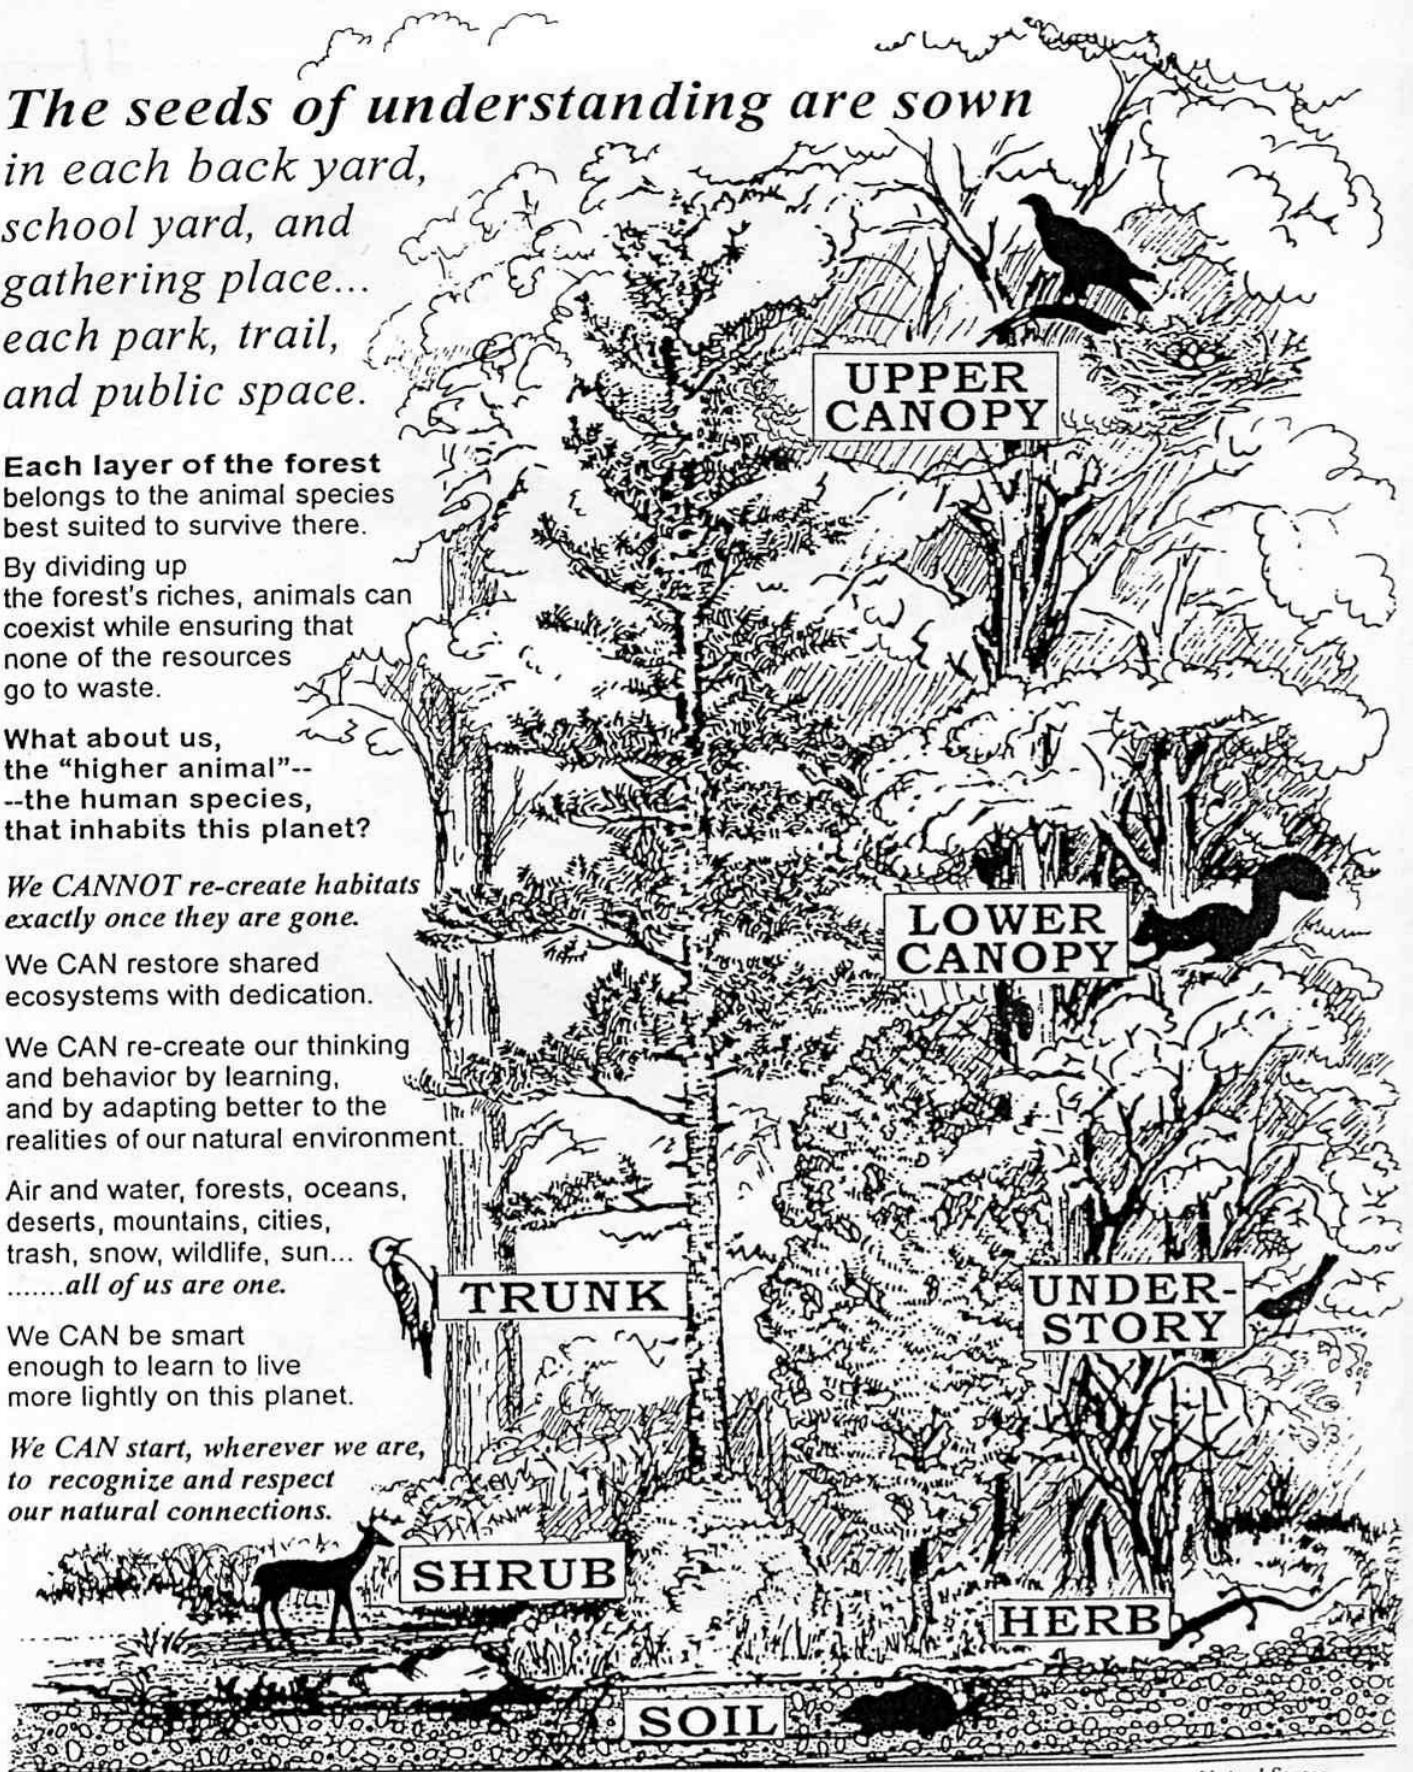 The seeds of understanding are sown
in each back yard,
school yard, and
gathering place...
each park, trail,
and public space.
Each layer of the forest
belongs to the animal species
best suited to survive there.
By dividing up
the forest's riches, animals can
coexist while ensuring that
none of the resources
go to waste.
What about us,
the “higher animal”--
--the human species,
that inhabits this planet?
We CANNOT re-create habitats
exactly once they are gone.
We CAN restore shared
ecosystems with dedication.
We CAN re-create our thinking
and behavior by learning,
and by adapting better to the
realities of our natural environment.
Air and water, forests, oceans,
deserts, mountains, cities,
trash, snow, wildlife, sun...
.......all of us are one.
We CAN be smart
enough to learn to live
more lightly on this planet.
We CAN start, wherever we are,
to recognize and respect
our natural connections.
UPPER
CANOPY
LOWER
CANOPY
TRUNK
UNDER-
STORY
SHRUB
HERB
SOIL